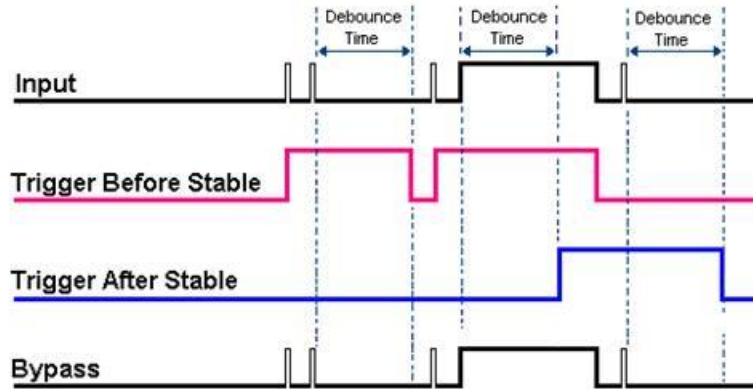 Debounce
Time
Debounce
Time
Debounce
Time
Input
Trigger Before Stable
Trigger After Stable
Bypass